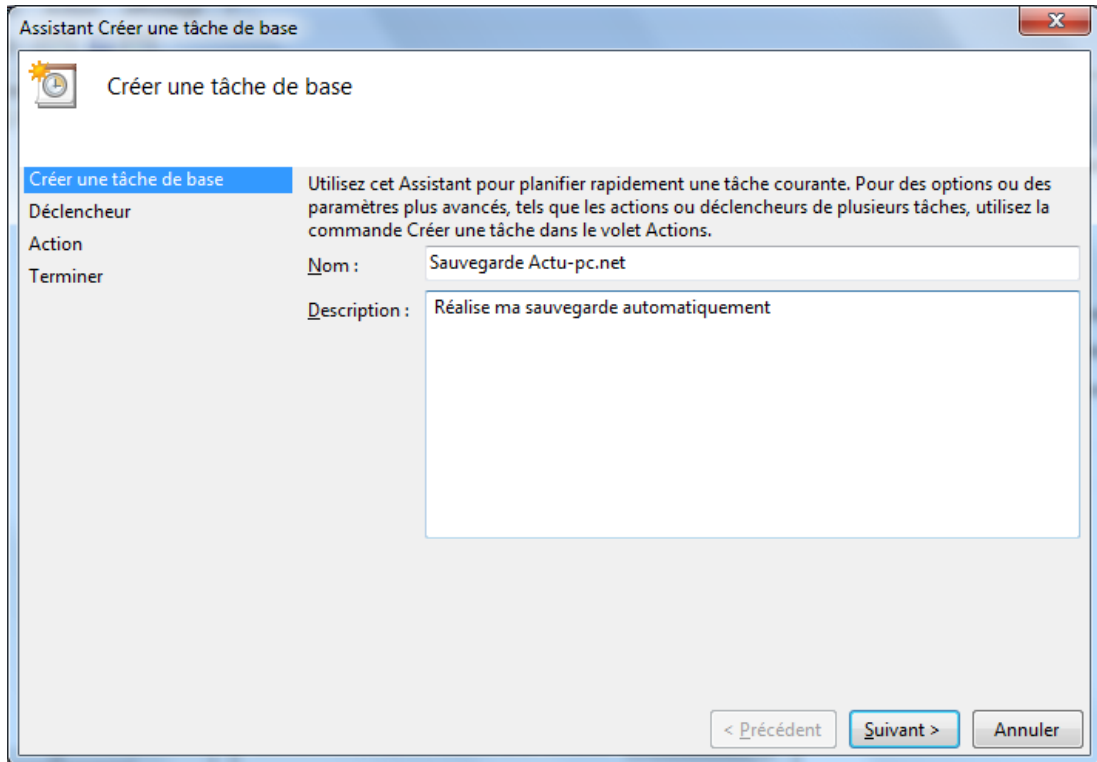 Assistant Créer une tâche de base
x
Créer une tâche de base
Créer une tâche de base
Déclencheur
Action
Terminer
Utilisez cet Assistant pour planifier rapidement une tâche courante. Pour des options ou des
paramètres plus avancés, tels que les actions ou déclencheurs de plusieurs tâches, utilisez la
commande Créer une tâche dans le volet Actions.
Nom : Sauvegarde Actu-pc.net
Description : Réalise ma sauvegarde automatiquement
< Précédent Suivant > Annuler